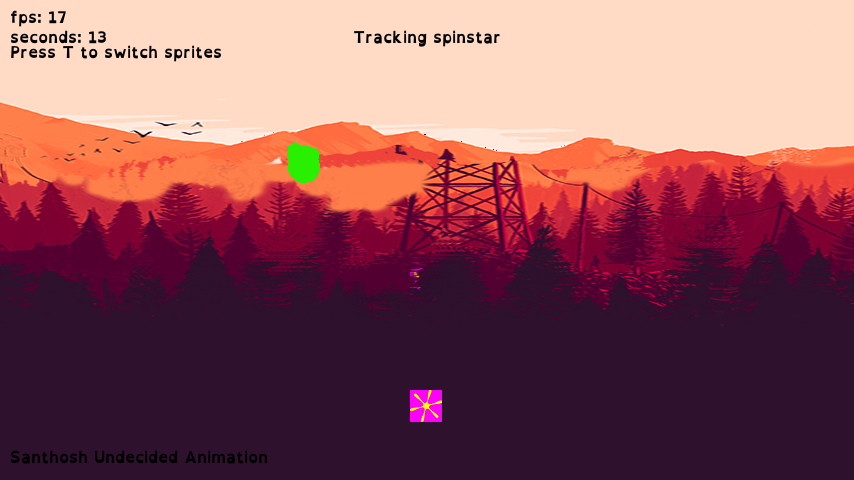 fps: 17
seconds: 13
Press T to switch sprites
Tracking spinstar
Santhosh Undecided Animation